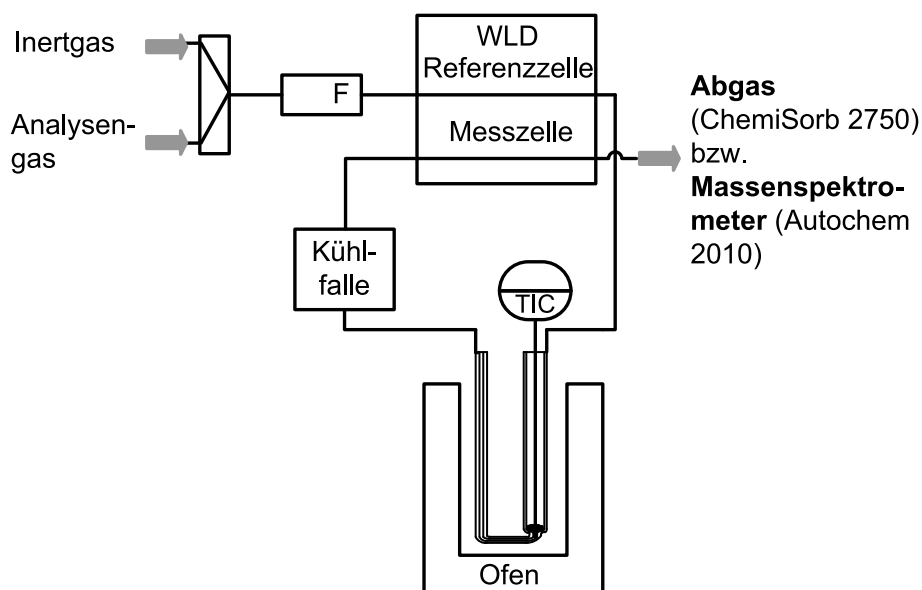 Inertgas
Analysen-
gas
F
WLD
Referenzzelle
Messzelle
Abgas
(ChemiSorb 2750)
bzw.
Massenspektro-
meter (Autochem
2010)
Kühl-
falle
TIC
Ofen